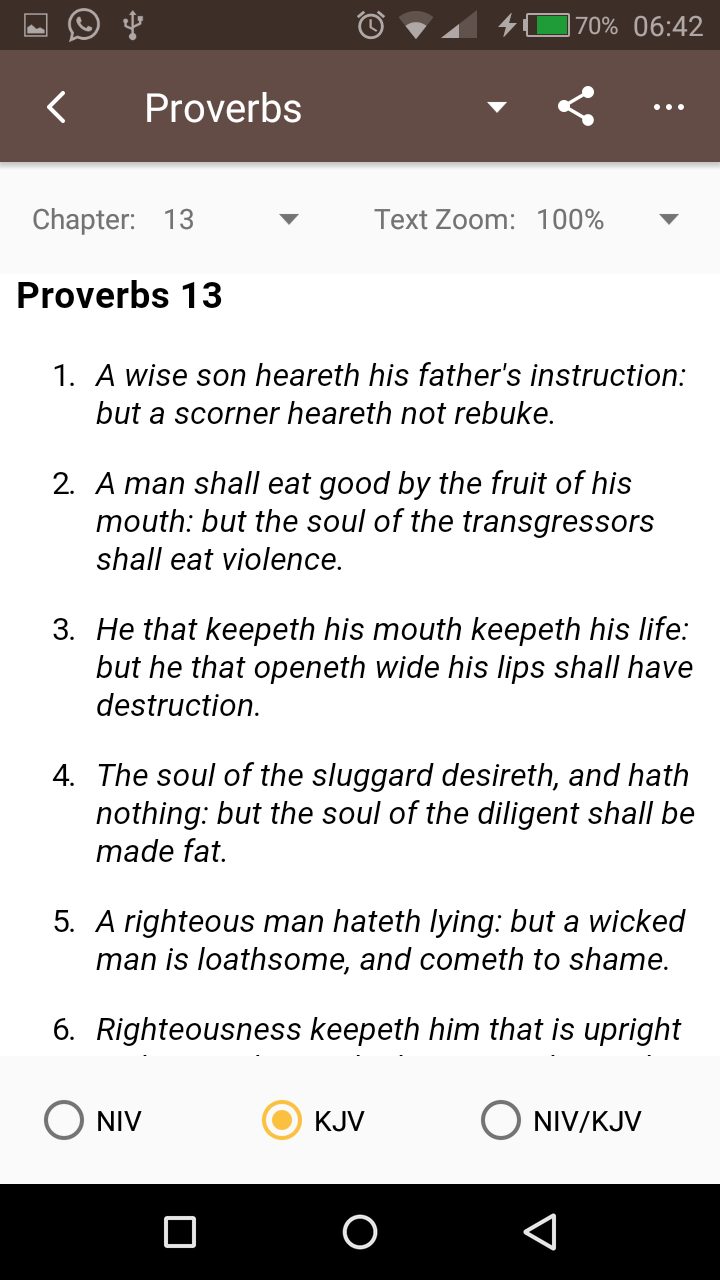 70% 06:42
Proverbs
Chapter: 13 Text Zoom: 100%
Proverbs 13
1. A wise son heareth his father's instruction:
but a scorner heareth not rebuke.
2. A man shall eat good by the fruit of his
mouth: but the soul of the transgressors
shall eat violence.
3. He that keepeth his mouth keepeth his life:
but he that openeth wide his lips shall have
destruction.
4. The soul of the sluggard desireth, and hath
nothing: but the soul of the diligent shall be
made fat.
5. A righteous man hateth lying: but a wicked
man is loathsome, and cometh to shame.
6. Righteousness keepeth him that is upright
NIV KJV NIV/KJV